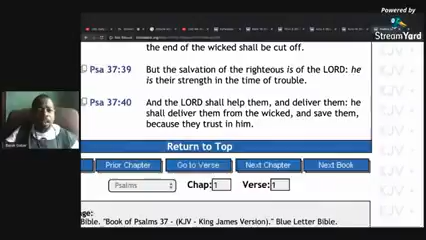 Powered by
StreamYard
the end of the wicked shall be cut off.
Psa 37:39 But the salvation of the righteous is of the LORD: he
is their strength in the time of trouble.
Psa 37:40 And the LORD shall help them, and deliver them: he
shall deliver them from the wicked, and save them,
because they trust in him.
Return to Top
Prior Chapter Go to Verse Next Chapter Next Book
Psalms Chap: 1 Verse: 1
ge:
Bible. "Book of Psalms 37 - (KJV - King James Version)." Blue Letter Bible.
KJV